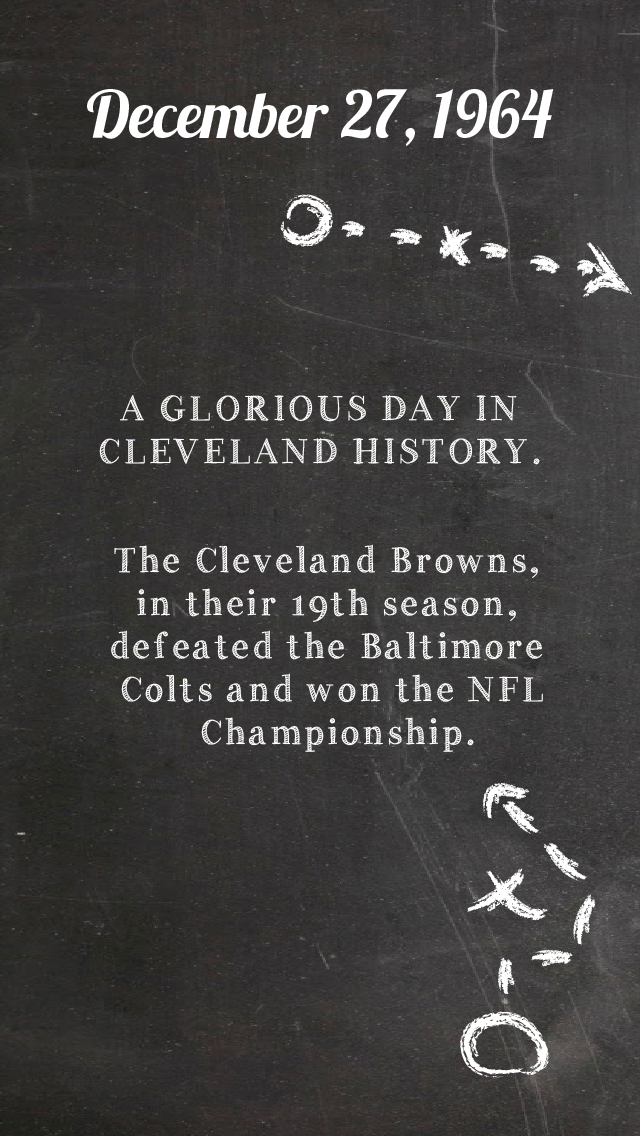 December 27, 1964
A GLORIOUS DAY IN
CLEVELAND HISTORY.
The Cleveland Browns,
in their 19th season,
defeated the Baltimore
Colts and won the NFL
Championship.